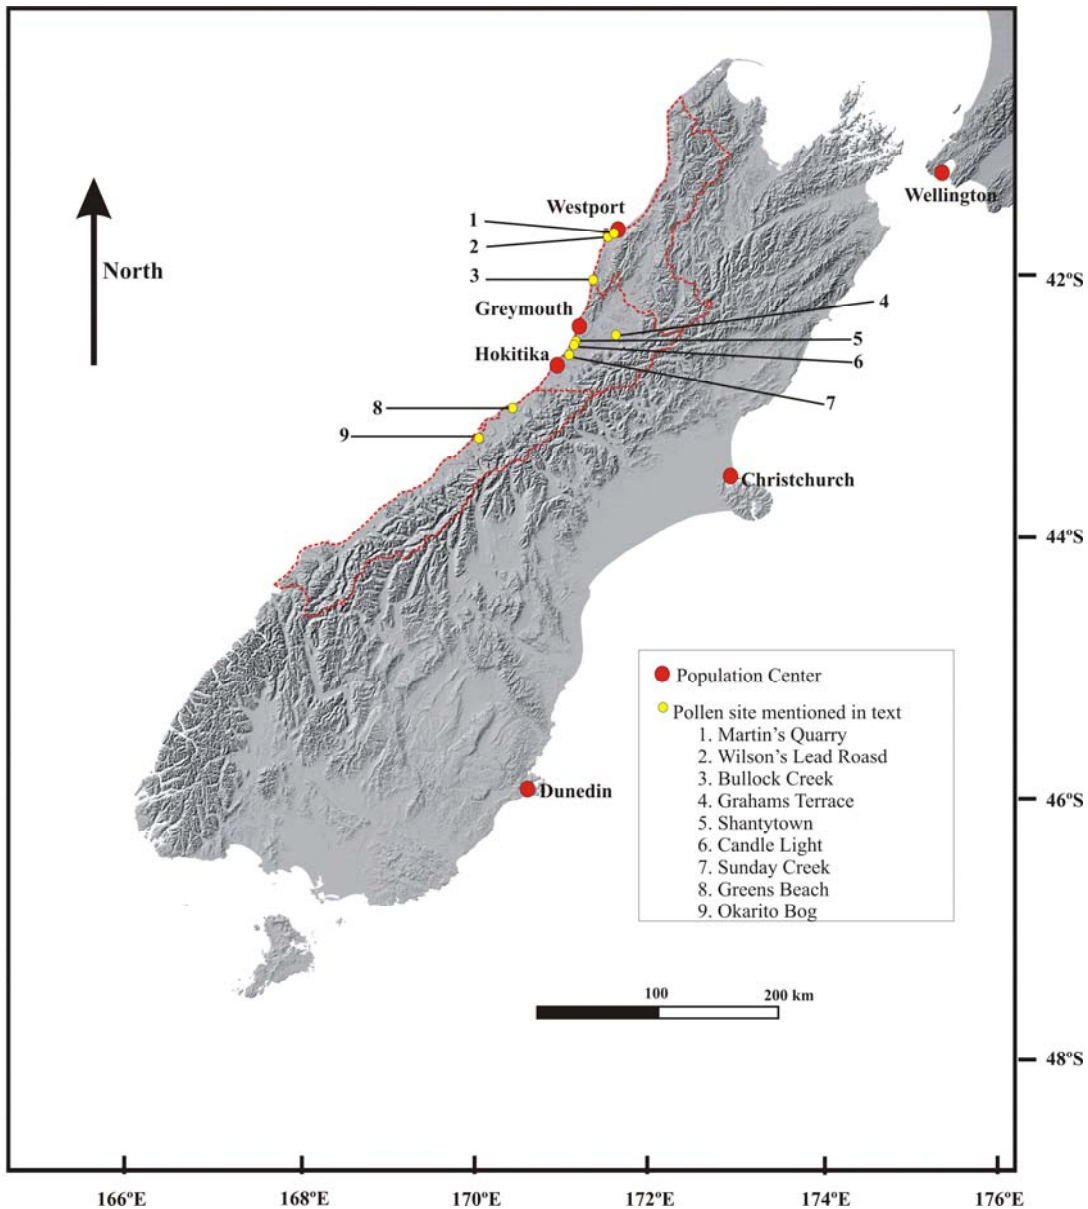 Wellington
Westport
1
2
North
3
42ºS
Greymouth
4
5
Hokitika
6
7
8
9
Christchurch
44ºS
Population Center
Pollen site mentioned in text
1. Martin's Quarry
2. Wilson's Lead Roasd
3. Bullock Creek
4. Grahams Terrace
5. Shantytown
6. Candle Light
7. Sunday Creek
8. Greens Beach
9. Okarito Bog
Dunedin
46ºS
100 200 km
48ºS
166ºE 168ºE 170ºE 172ºE 174ºE 176ºE